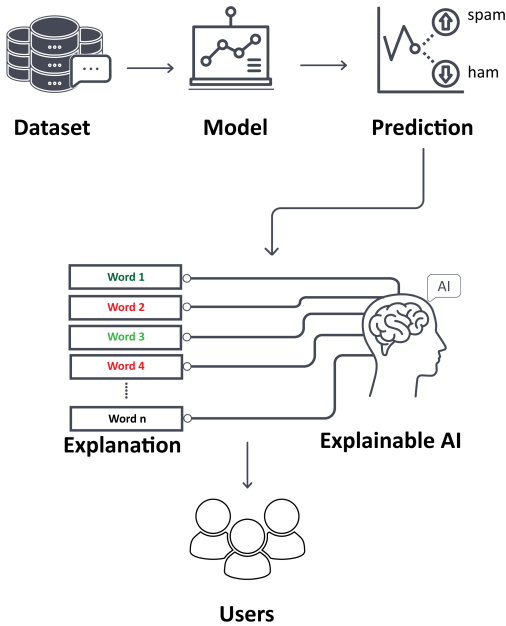 spam
ham
Dataset
Model
Prediction
Word 1
AI
Word 2
Word 3
Word 4
Word n
Explanation
Explainable AI
Users